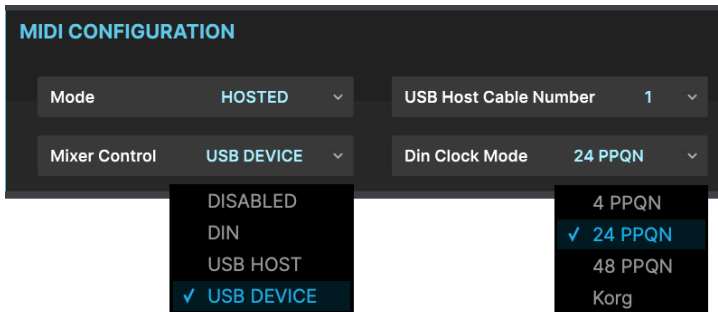 MIDI CONFIGURATION
Mode HOSTED USB Host Cable Number 1
Mixer Control USB DEVICE Din Clock Mode 24 PPQN
DISABLED 4 PPQN
DIN ✓ 24 PPQN
USB HOST 48 PPQN
✓ USB DEVICE Korg